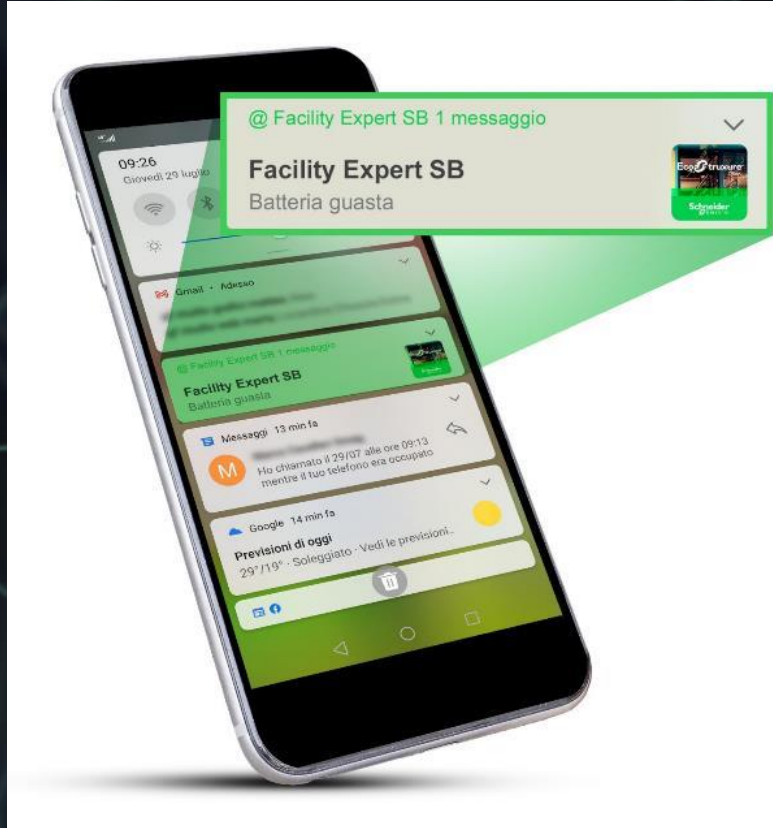 @ Facility Expert SB 1 messaggio
Facility Expert SB
Batteria guasta
EcoStruxure
Schneider
Electric
09:26
Giovedì 29 luglio
Gmail • Adesso
@ Facility Expert SB 1 messaggio
Facility Expert SB
Batteria guasta
Messaggi 13 min fa
M
Ho chiamato il 29/07 alle ore 09:13
mentre il tuo telefono era occupato
Google 14 min fa
Previsioni di oggi
29°/19° · Soleggiato · Vedi le previsioni..